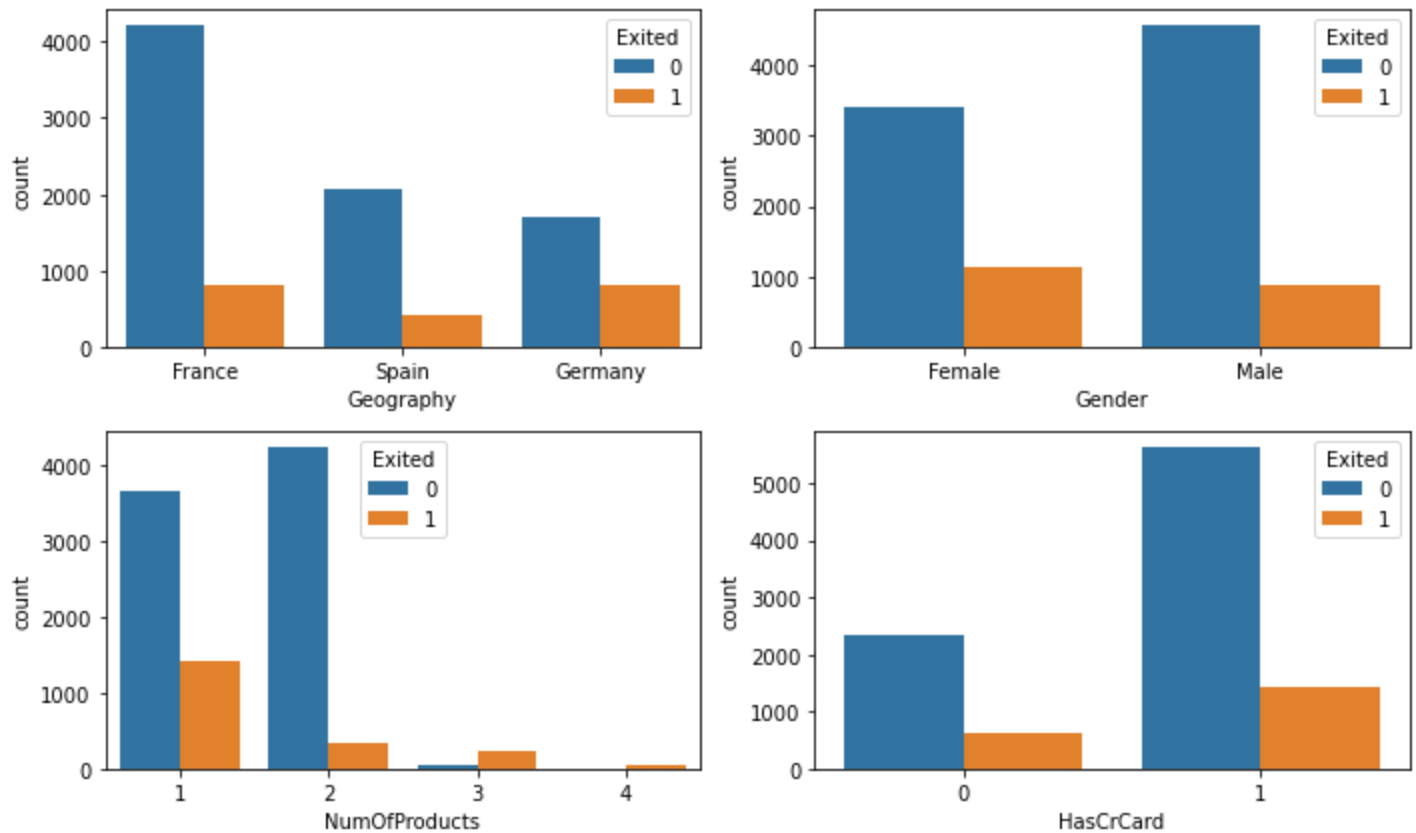 Exited
0
1
4000
3000
2000
1000
0
count
France
Spain
Germany
Geography
Exited
0
1
4000
3000
2000
1000
0
count
Female
Male
Gender
Exited
0
1
4000
3000
2000
1000
0
count
1
2
3
4
NumOfProducts
Exited
0
1
5000
4000
3000
2000
1000
0
count
0
1
HasCrCard